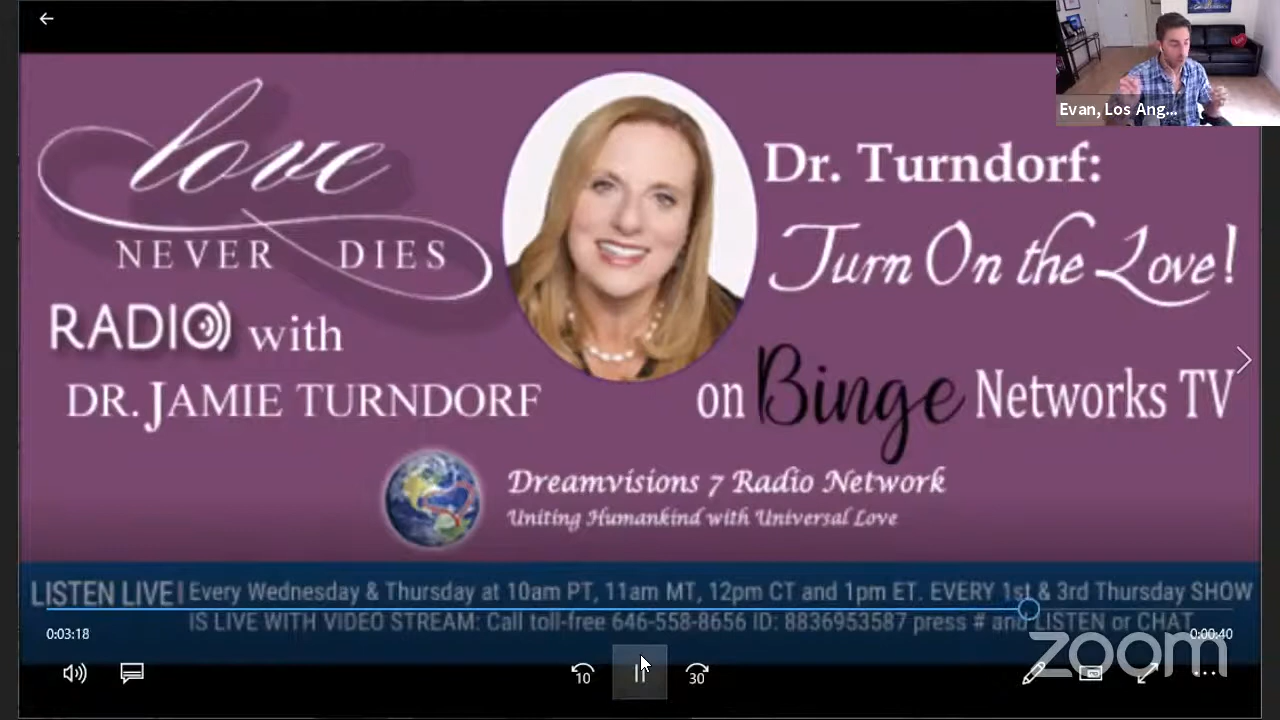 Evan, Los Ang...
love
NEVER DIES
RADIO with
DR. JAMIE TURNDORF
Dr. Turndorf:
Turn On the Love!
on Binge Networks TV
Dreamvisions 7 Radio Network
Uniting Humankind with Universal Love
LISTEN LIVE! Every Wednesday & Thursday at 10am PT, 11am MT, 12pm CT and 1pm ET. EVERY 1st & 3rd Thursday SHOW
IS LIVE WITH VIDEO STREAM: Call toll-free 646-558-8656 ID: 8836953587 press # and LISTEN or CHAT
0:03:18
0:00:40
10
30
zoom